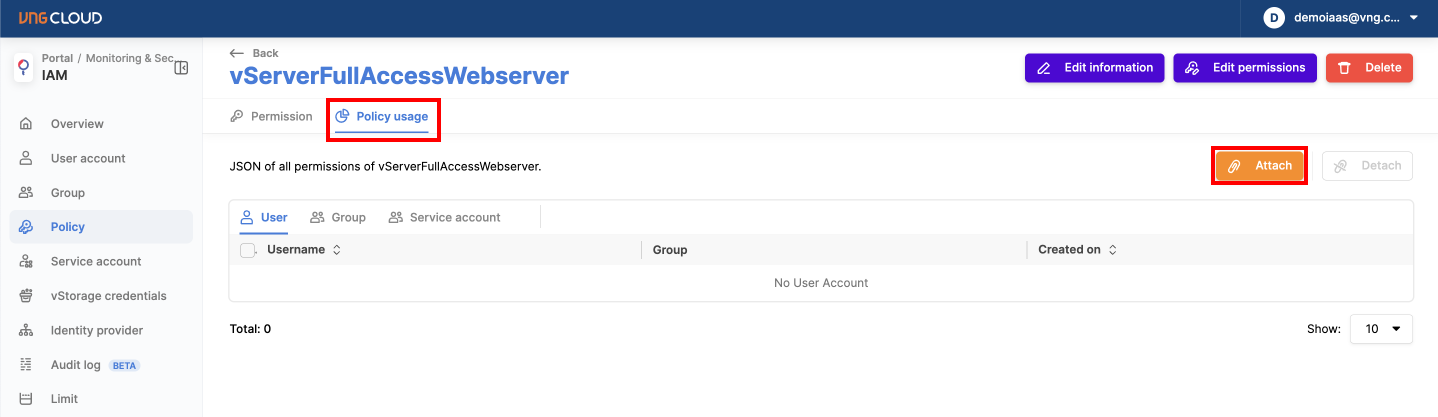 VNG CLOUD
D demoiaas@vng.c...
Portal / Monitoring & Sec
IAM
Overview
User account
Group
Policy
Service account
vStorage credentials
Identity provider
Audit log BETA
Limit
Back
vServerFullAccessWebserver
Edit information Edit permissions Delete
Permission Policy usage
JSON of all permissions of vServerFullAccessWebserver.
Attach Detach
User Group Service account
Username Group Created on
No User Account
Total: 0
Show: 10